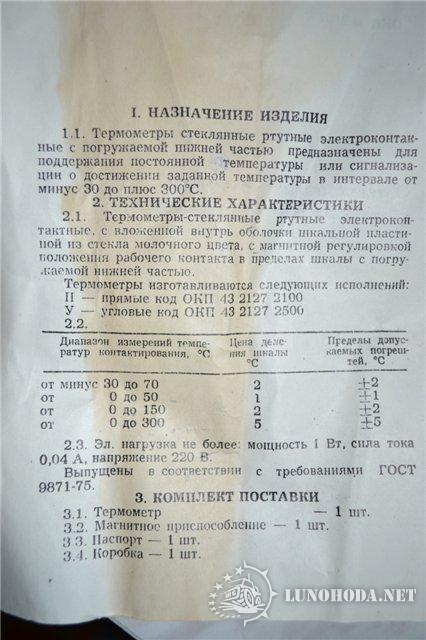 1. НАЗНАЧЕНИЕ ИЗДЕЛИЯ
1.1. Термометры стеклянные ртутные электроконтакт-
ные с погружаемой нижней частью предназначены для
поддержания постоянной температуры или сигнализа-
ции о достижении заданной температуры в интервале от
минус 30 до плюс 300°С.
2. ТЕХНИЧЕСКИЕ ХАРАКТЕРИСТИКИ
2.1. Термометры-стеклянные ртутные электрокон-
тактные, с вложенной внутрь оболочки шкальной пласти-
ной из стекла молочного цвета, с магнитной регулировкой
положения рабочего контакта в пределах шкалы с погру-
жаемой нижней частью.
Термометры изготавливаются следующих исполнений:
П — прямые код ОКП 43 2127 2100
У — угловые код ОКП 43 2127 2500
2.2.
Диапазон измерений темпе- Цена деле- Пределы допус-
ратур контактирования, °С ния шкалы каемых погреш-
°С тей, °С
от минус 30 до 70 2 ±2
от 0 до 50 1 ±1
от 0 до 150 2 ±2
от 0 до 300 5 ±5
2.3. Эл. нагрузка не более: мощность 1 Вт, сила тока
0,04 А, напряжение 220 В.
Выпущены в соответствии с требованиями ГОСТ
9871-75.
3. КОМПЛЕКТ ПОСТАВКИ
3.1. Термометр — 1 шт.
3.2. Магнитное приспособление — 1 шт.
3.3. Паспорт — 1 шт.
3.4. Коробка — 1 шт.
LUNOHODA.NET